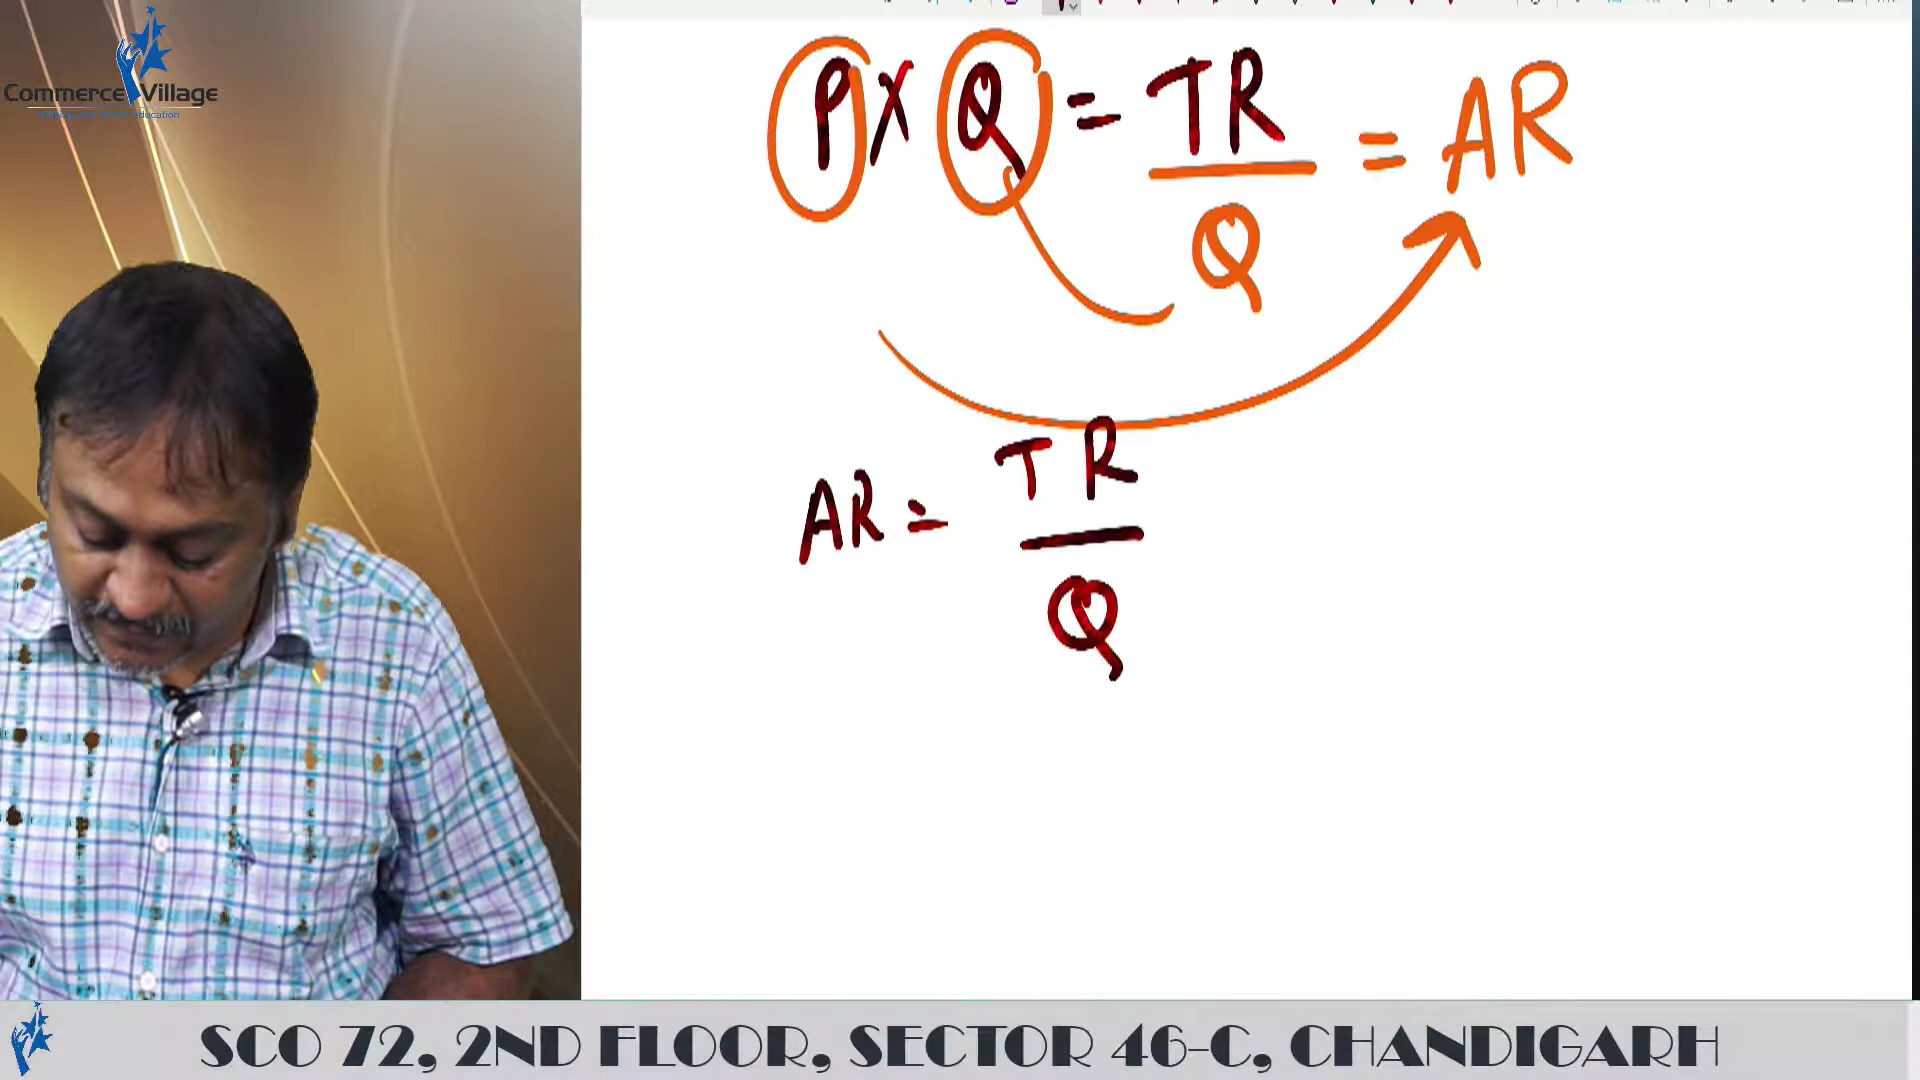 Commerce Village
P X Q = TR / Q = AR
AR = TR / Q
SCO 72, 2ND FLOOR, SECTOR 46-C, CHANDIGARH